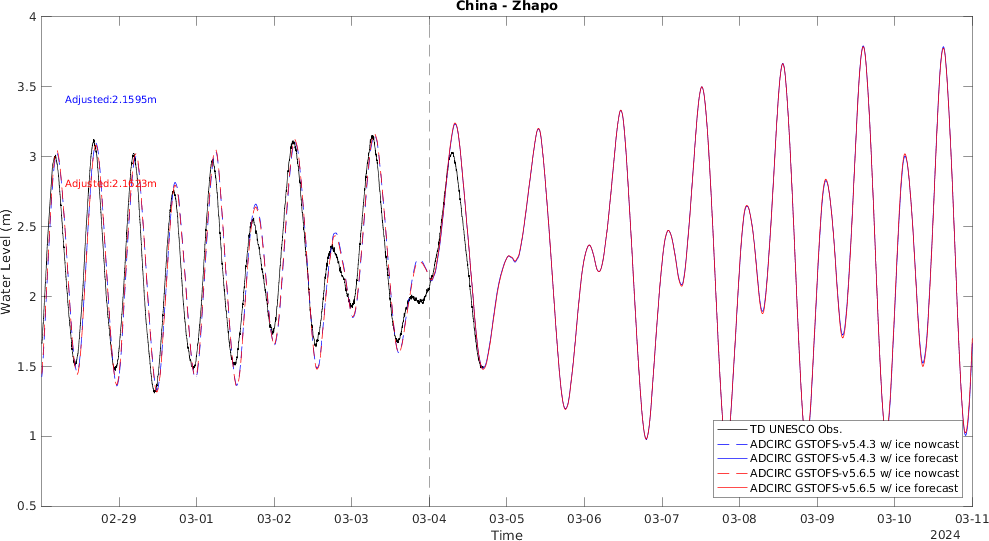 China - Zhapo
4
3.5
3
2.5
2
1.5
1
0.5
Water Level (m)
Adjusted:2.1595m
Adjusted:2.1623m
TD UNESCO Obs.
ADCIRC GSTOFS-v5.4.3 w/ ice nowcast
ADCIRC GSTOFS-v5.4.3 w/ ice forecast
ADCIRC GSTOFS-v5.6.5 w/ ice nowcast
ADCIRC GSTOFS-v5.6.5 w/ ice forecast
02-29 03-01 03-02 03-03 03-04 03-05 03-06 03-07 03-08 03-09 03-10 03-11
Time
2024